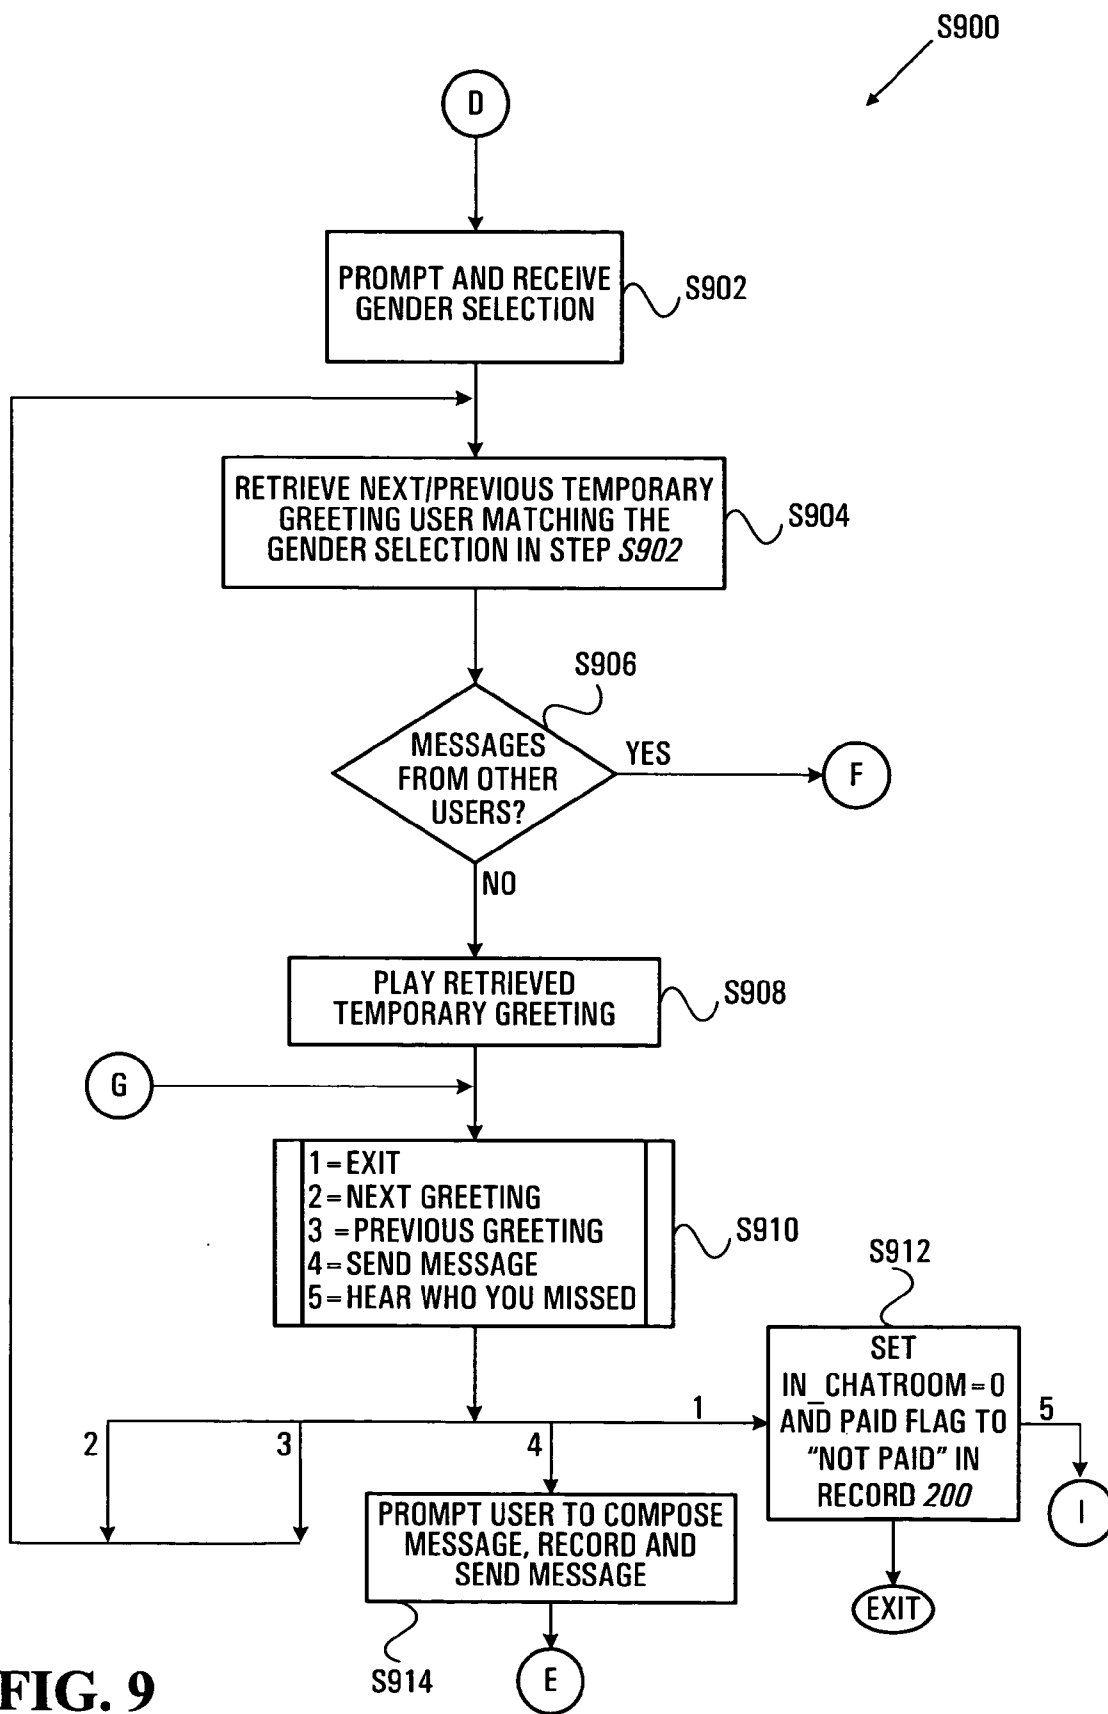 S900
D
PROMPT AND RECEIVE
GENDER SELECTION
S902
RETRIEVE NEXT/PREVIOUS TEMPORARY
GREETING USER MATCHING THE
GENDER SELECTION IN STEP S902
S904
S906
MESSAGES
FROM OTHER
USERS?
YES
F
NO
PLAY RETRIEVED
TEMPORARY GREETING
S908
G
1=EXIT
2=NEXT GREETING
3=PREVIOUS GREETING
4=SEND MESSAGE
5=HEAR WHO YOU MISSED
S910
S912
SET
IN_CHATROOM=0
AND PAID FLAG TO
"NOT PAID" IN
RECORD 200
1
5
2
3
4
I
PROMPT USER TO COMPOSE
MESSAGE, RECORD AND
SEND MESSAGE
EXIT
S914
E
FIG. 9